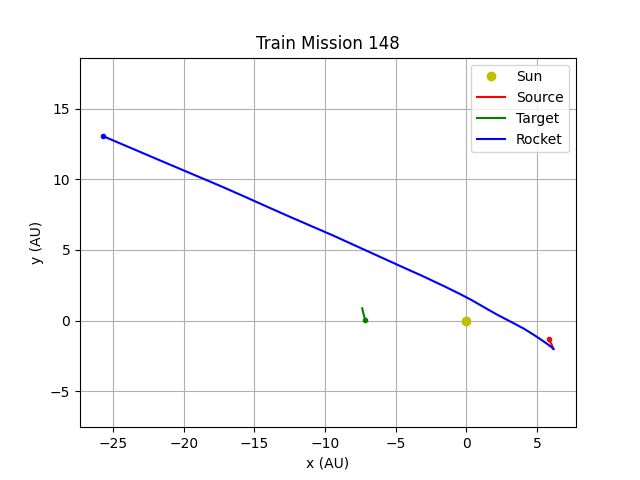 Train Mission 148
Sun
Source
Target
Rocket
15
10
5
0
−5
y (AU)
−25
−20
−15
−10
−5
0
5
x (AU)